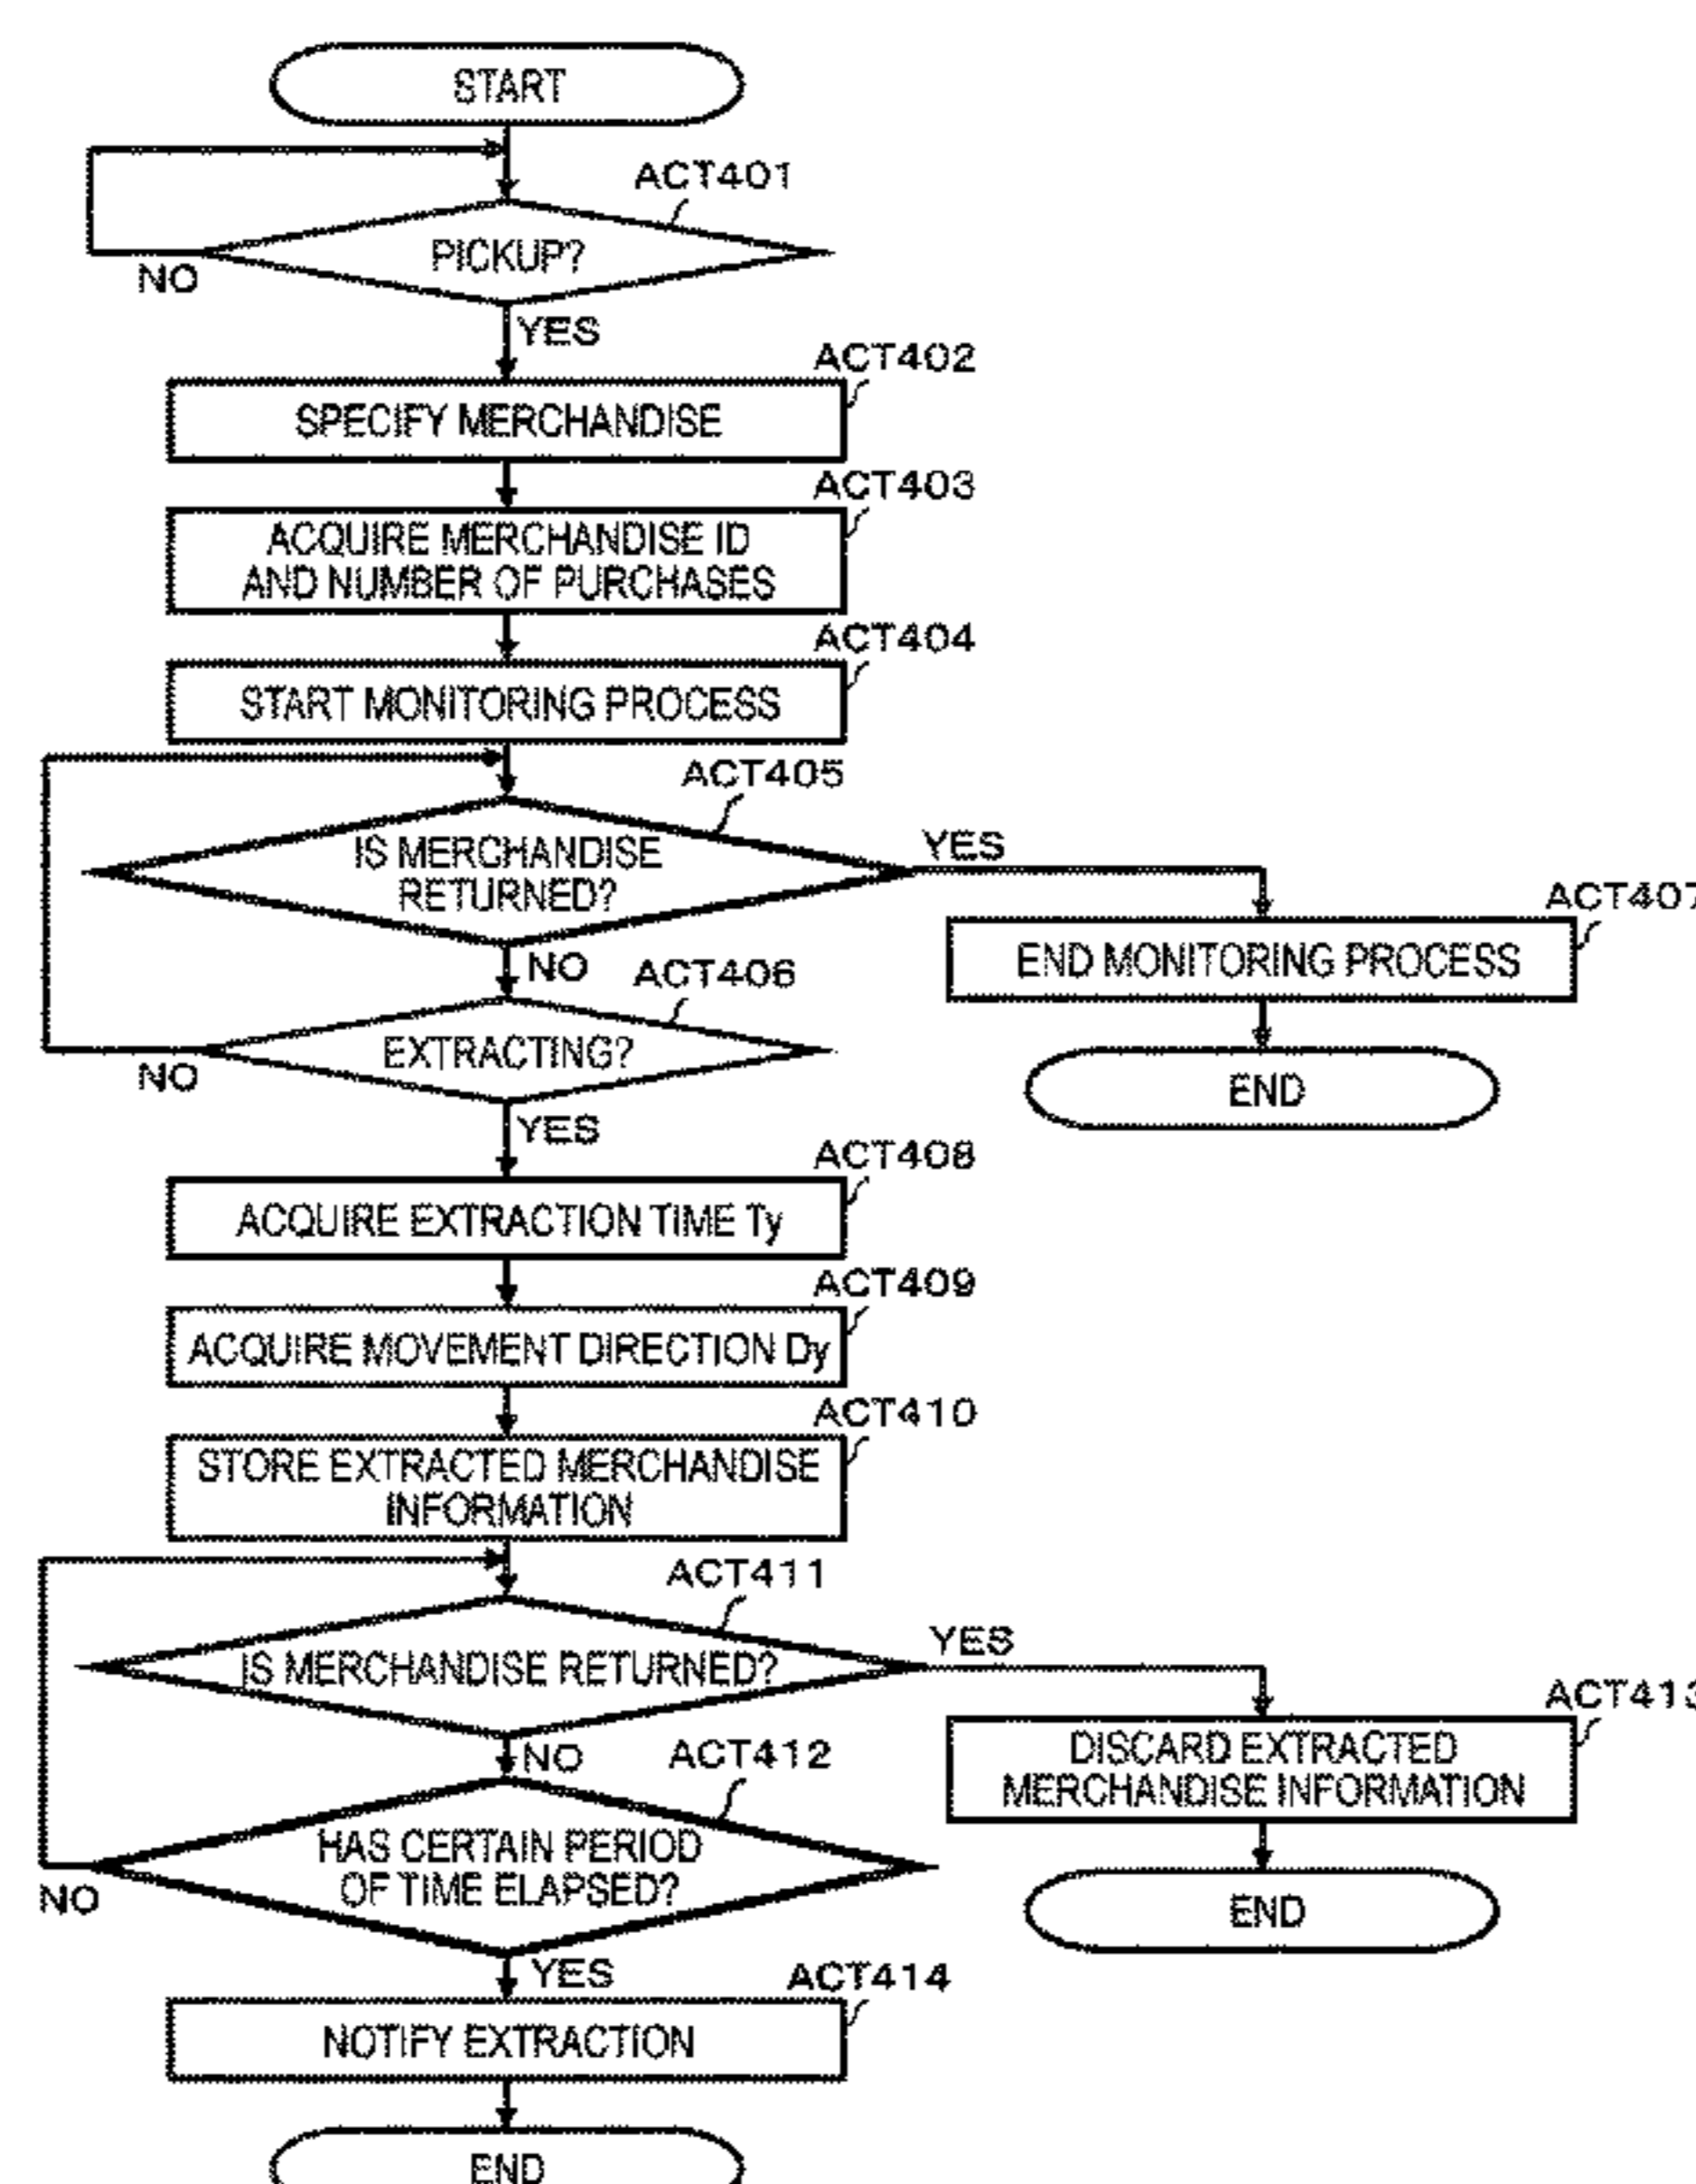 START
ACT401
PICKUP?
NO
YES
ACT402
SPECIFY MERCHANDISE
ACT403
ACQUIRE MERCHANDISE ID
AND NUMBER OF PURCHASES
ACT404
START MONITORING PROCESS
ACT405
IS MERCHANDISE
RETURNED?
YES
ACT407
END MONITORING PROCESS
END
NO
ACT406
EXTRACTING?
NO
YES
ACT408
ACQUIRE EXTRACTION TIME Ty
ACT409
ACQUIRE MOVEMENT DIRECTION Dy
ACT410
STORE EXTRACTED MERCHANDISE
INFORMATION
ACT411
IS MERCHANDISE RETURNED?
YES
ACT413
DISCARD EXTRACTED
MERCHANDISE INFORMATION
END
NO
ACT412
HAS CERTAIN PERIOD
OF TIME ELAPSED?
NO
YES
ACT414
NOTIFY EXTRACTION
END